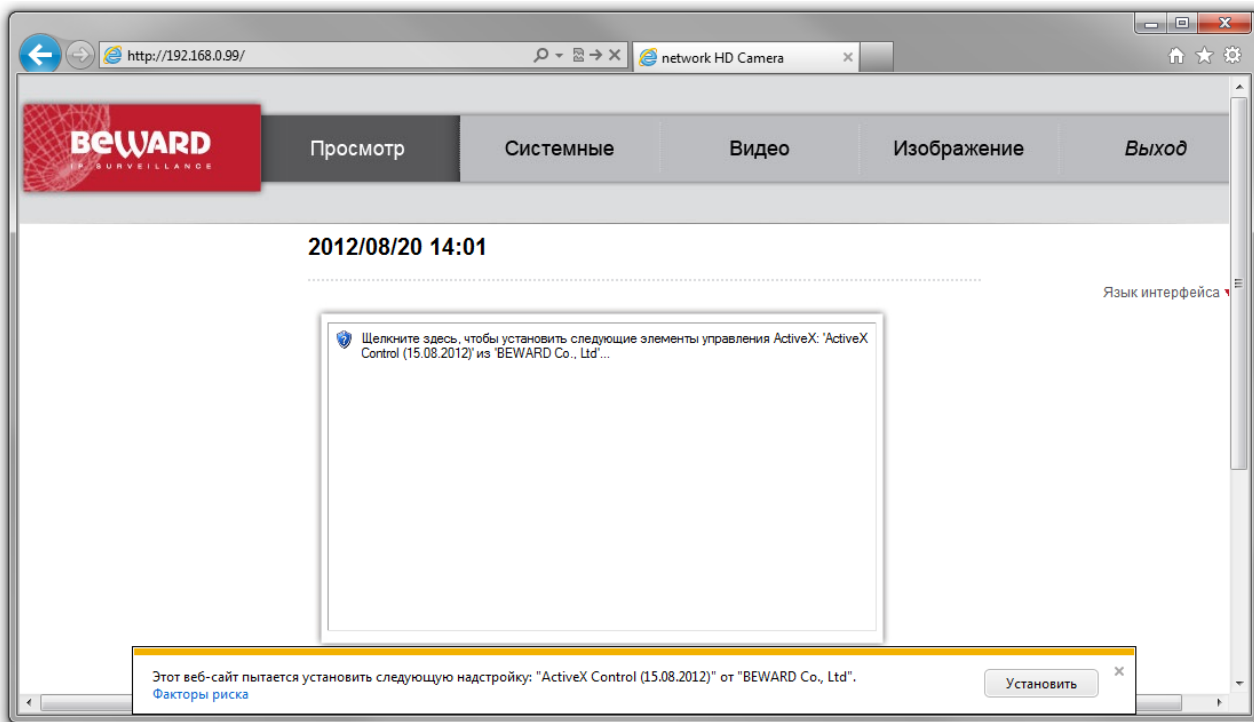 http://192.168.0.99/
network HD Camera
BEWARD
IP SURVEILLANCE
Просмотр
Системные
Видео
Изображение
Выход
2012/08/20 14:01
Язык интерфейса
Щелкните здесь, чтобы установить следующие элементы управления ActiveX: 'ActiveX
Control (15.08.2012)' из 'BEWARD Co., Ltd'...
Этот веб-сайт пытается установить следующую надстройку: "ActiveX Control (15.08.2012)" от "BEWARD Co., Ltd".
Факторы риска
Установить